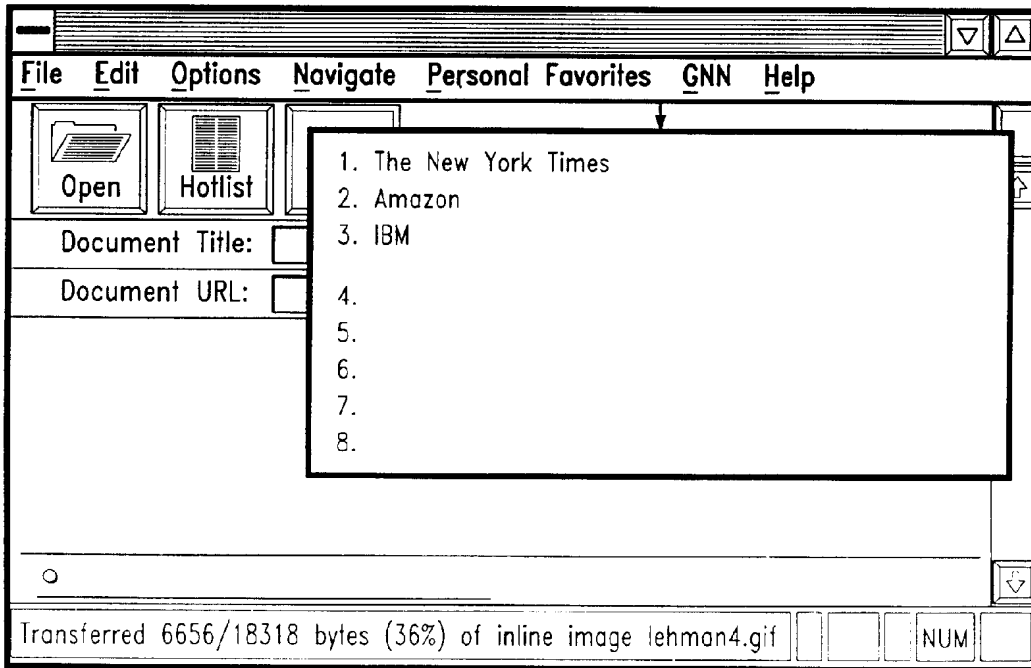 File Edit Options Navigate Personal Favorites GNN Help
Open Hotlist
1. The New York Times
2. Amazon
3. IBM
4.
5.
6.
7.
8.
Document Title:
Document URL:
Transferred 6656/18318 bytes (36%) of inline image lehman4.gif NUM